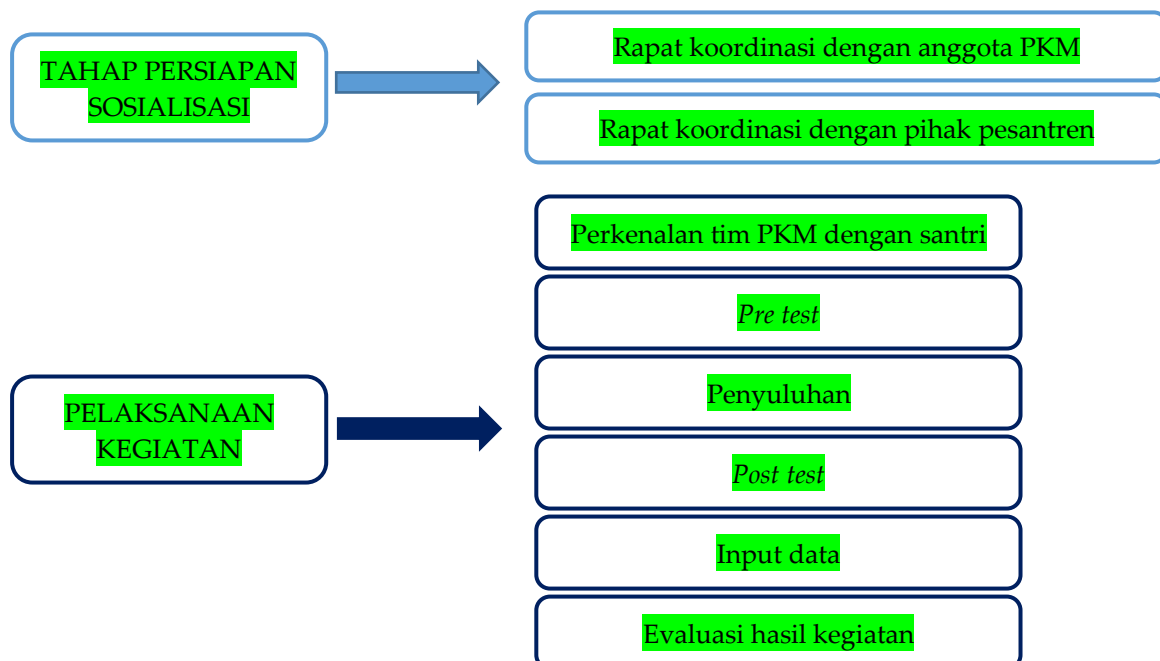 TAHAP PERSIAPAN
SOSIALISASI
Rapat koordinasi dengan anggota PKM
Rapat koordinasi dengan pihak pesantren
PELAKSANAAN
KEGIATAN
Perkenalan tim PKM dengan santri
Pre test
Penyuluhan
Post test
Input data
Evaluasi hasil kegiatan